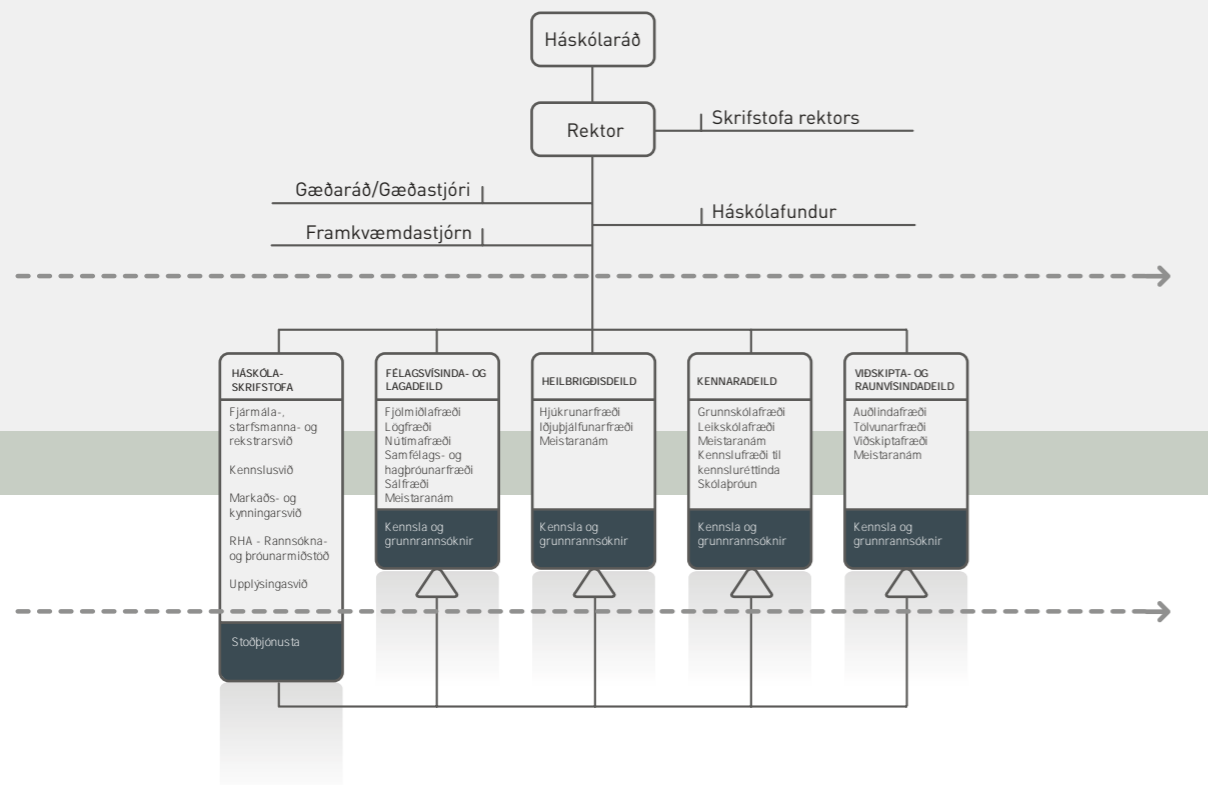 Háskólaráð
Rektor
Skrifstofa rektors
Gæðaráð/Gæðastjóri
Háskólafundur
Framkvæmdastjórn
HÁSKÓLA-
SKRIFSTOFA
Fjármála-,
starfsmanna- og
rekstrarsvið
Kennslusvið
Markaðs- og
kynningarsvið
RHA - Rannsókna-
og þróunarmiðstöð
Upplýsingasvið
Stoðþjónusta
FÉLAGSVÍSINDA- OG
LAGADEILD
Fjölmiðlafræði
Lögfræði
Nútímafræði
Samfélags- og
hagþróunarfræði
Sálfræði
Meistaranám
Kennsla og
grunnrannsóknir
HEILBRIGÐISDEILD
Hjúkrunarfræði
Iðjuþjálfunarfræði
Meistaranám
Kennsla og
grunnrannsóknir
KENNARADEILD
Grunnskólafræði
Leikskólafræði
Meistaranám
Kennslufræði til
kennsluréttinda
Skólaþróun
Kennsla og
grunnrannsóknir
VIÐSKIPTA- OG
RAUNVÍSINDADEILD
Auðlindafræði
Tölvunarfræði
Viðskiptafræði
Meistaranám
Kennsla og
grunnrannsóknir